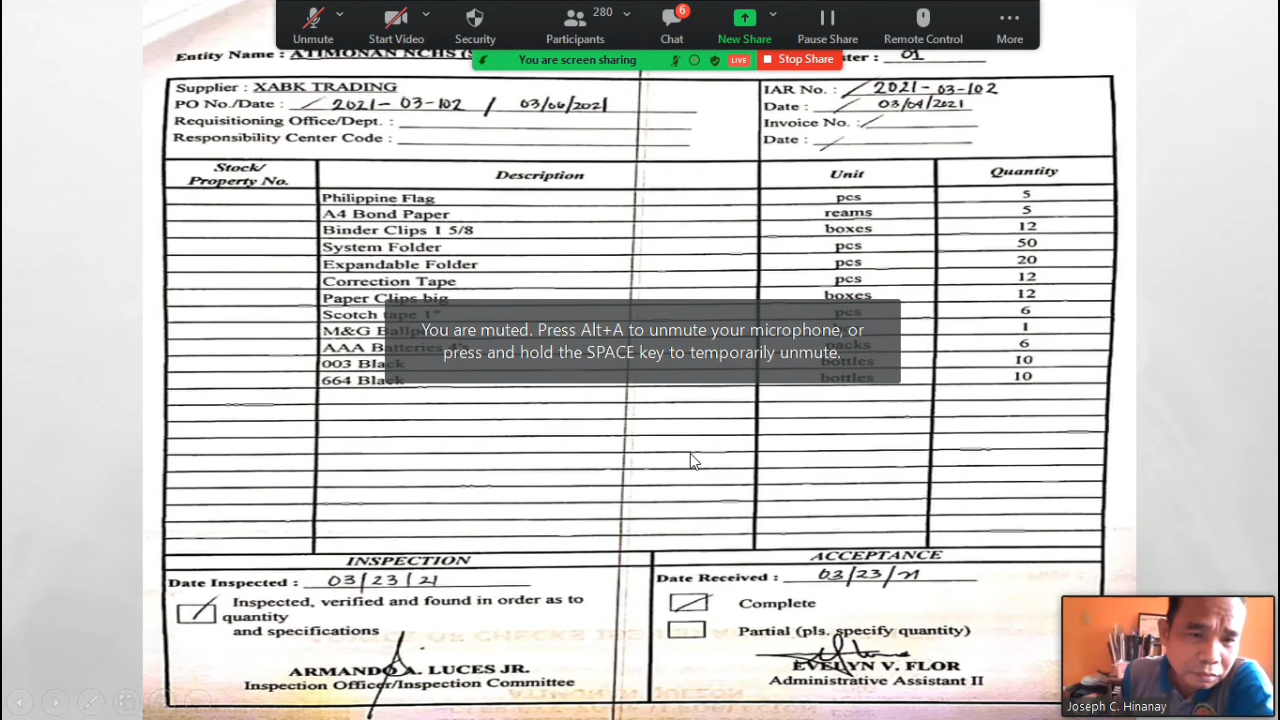 Unmute
Start Video
Security
280
Participants
6
Chat
New Share
Pause Share
Remote Control
More
You are screen sharing
LIVE
Stop Share
Entity Name : ATIMONAN NCHS
: 01
Supplier : XABK TRADING
PO No./Date : 2021-03-102 / 03/06/2021
Requisitioning Office/Dept. :
Responsibility Center Code :
IAR No. : 2021-03-102
Date : 03/04/2021
Invoice No. :
Date :
Stock/ Property No. Description Unit Quantity
Philippine Flag pcs 5
A4 Bond Paper reams 5
Binder Clips 1 5/8 boxes 12
System Folder pcs 50
Expandable Folder pcs 20
Correction Tape pcs 12
Paper Clips big boxes 12
Scotch tape 1" pcs 6
M&G 1
AAA Batteries 4's packs 6
003 Black bottles 10
664 Black bottles 10
You are muted. Press Alt+A to unmute your microphone, or
press and hold the SPACE key to temporarily unmute.
INSPECTION
Date Inspected : 03/23/21
Inspected, verified and found in order as to
quantity
and specifications
ARMANDO A. LUCES JR.
Inspection Officer/Inspection Committee
ACCEPTANCE
Date Received : 03/23/21
Complete
Partial (pls. specify quantity)
EVELYN V. FLOR
Administrative Assistant II
Joseph C. Hinanay